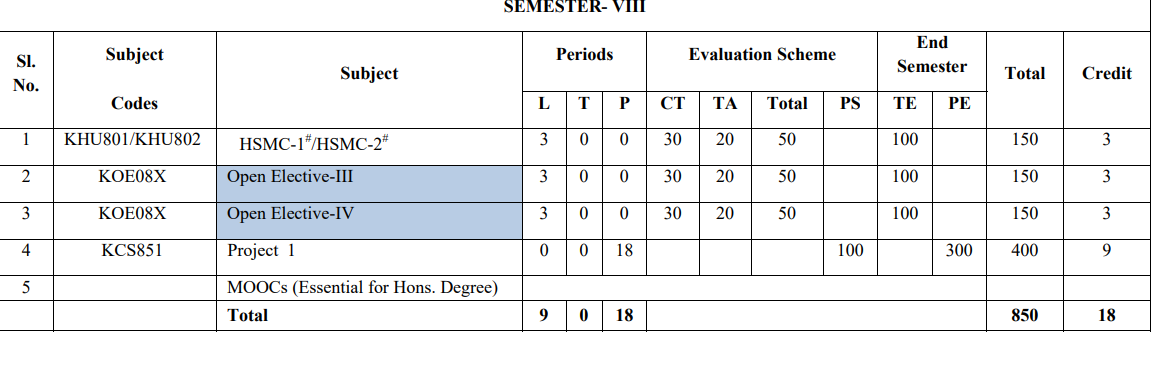 SEMESTER- VIII
Sl. No. Subject Codes Subject Periods Evaluation Scheme End Semester Total Credit
L T P CT TA Total PS TE PE
1 KHU801/KHU802 HSMC-1#/HSMC-2# 3 0 0 30 20 50 100 150 3
2 KOE08X Open Elective-III 3 0 0 30 20 50 100 150 3
3 KOE08X Open Elective-IV 3 0 0 30 20 50 100 150 3
4 KCS851 Project 1 0 0 18 100 300 400 9
5 MOOCs (Essential for Hons. Degree)
Total 9 0 18 850 18